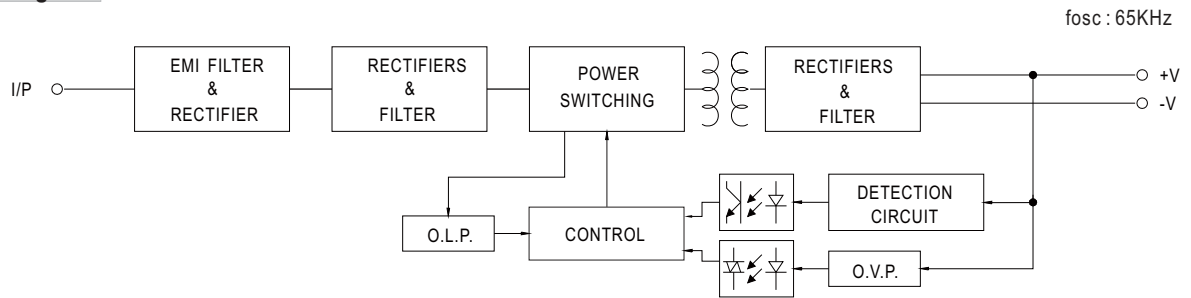 fosc : 65KHz
I/P
EMI FILTER
&
RECTIFIER
RECTIFIERS
&
FILTER
POWER
SWITCHING
RECTIFIERS
&
FILTER
+V
-V
O.L.P.
CONTROL
DETECTION
CIRCUIT
O.V.P.